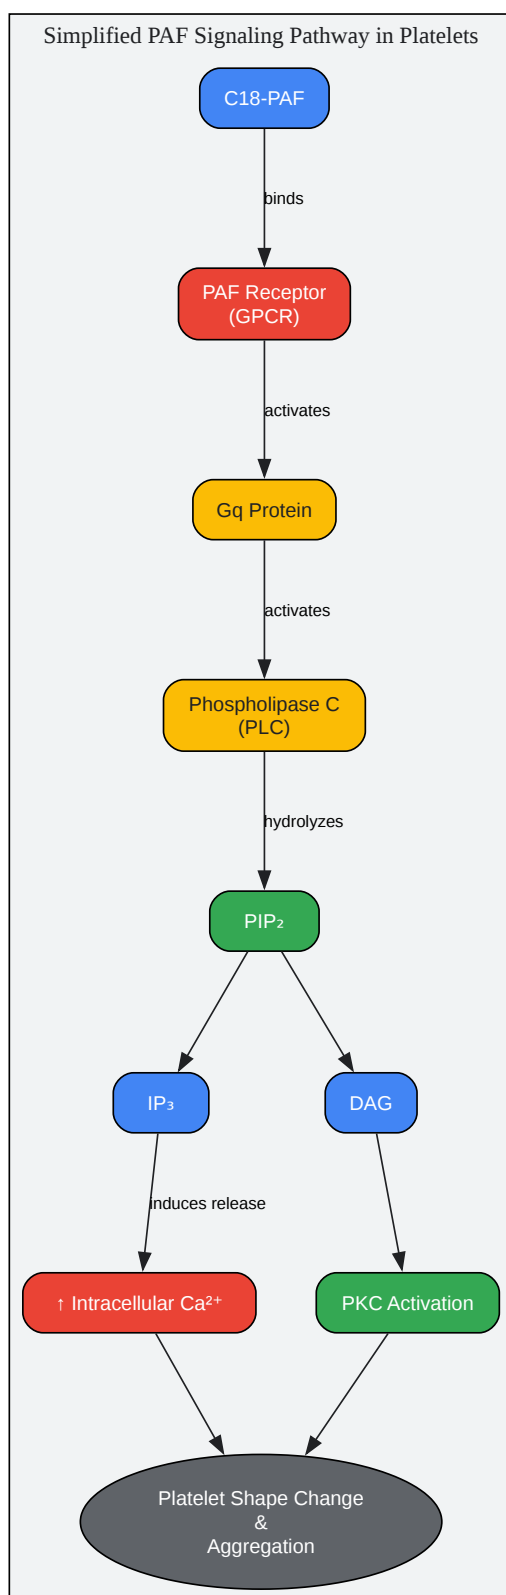 Simplified PAF Signaling Pathway in Platelets
C18-PAF
binds
PAF Receptor
(GPCR)
activates
Gq Protein
activates
Phospholipase C
(PLC)
hydrolyzes
PIP₂
IP₃
DAG
induces release
↑ Intracellular Ca²⁺
PKC Activation
Platelet Shape Change
&
Aggregation